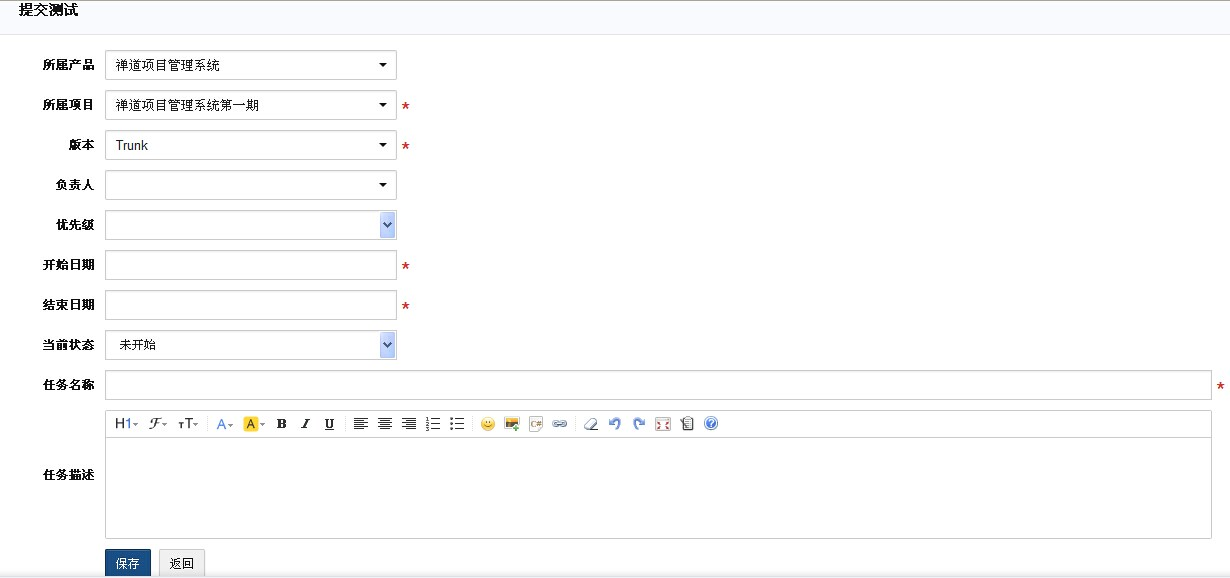 提交测试
所属产品 禅道项目管理系统
所属项目 禅道项目管理系统第一期 *
版本 Trunk *
负责人
优先级
开始日期 *
结束日期 *
当前状态 未开始
任务名称 *
H1 F TT A A B I U C#
任务描述
保存 返回